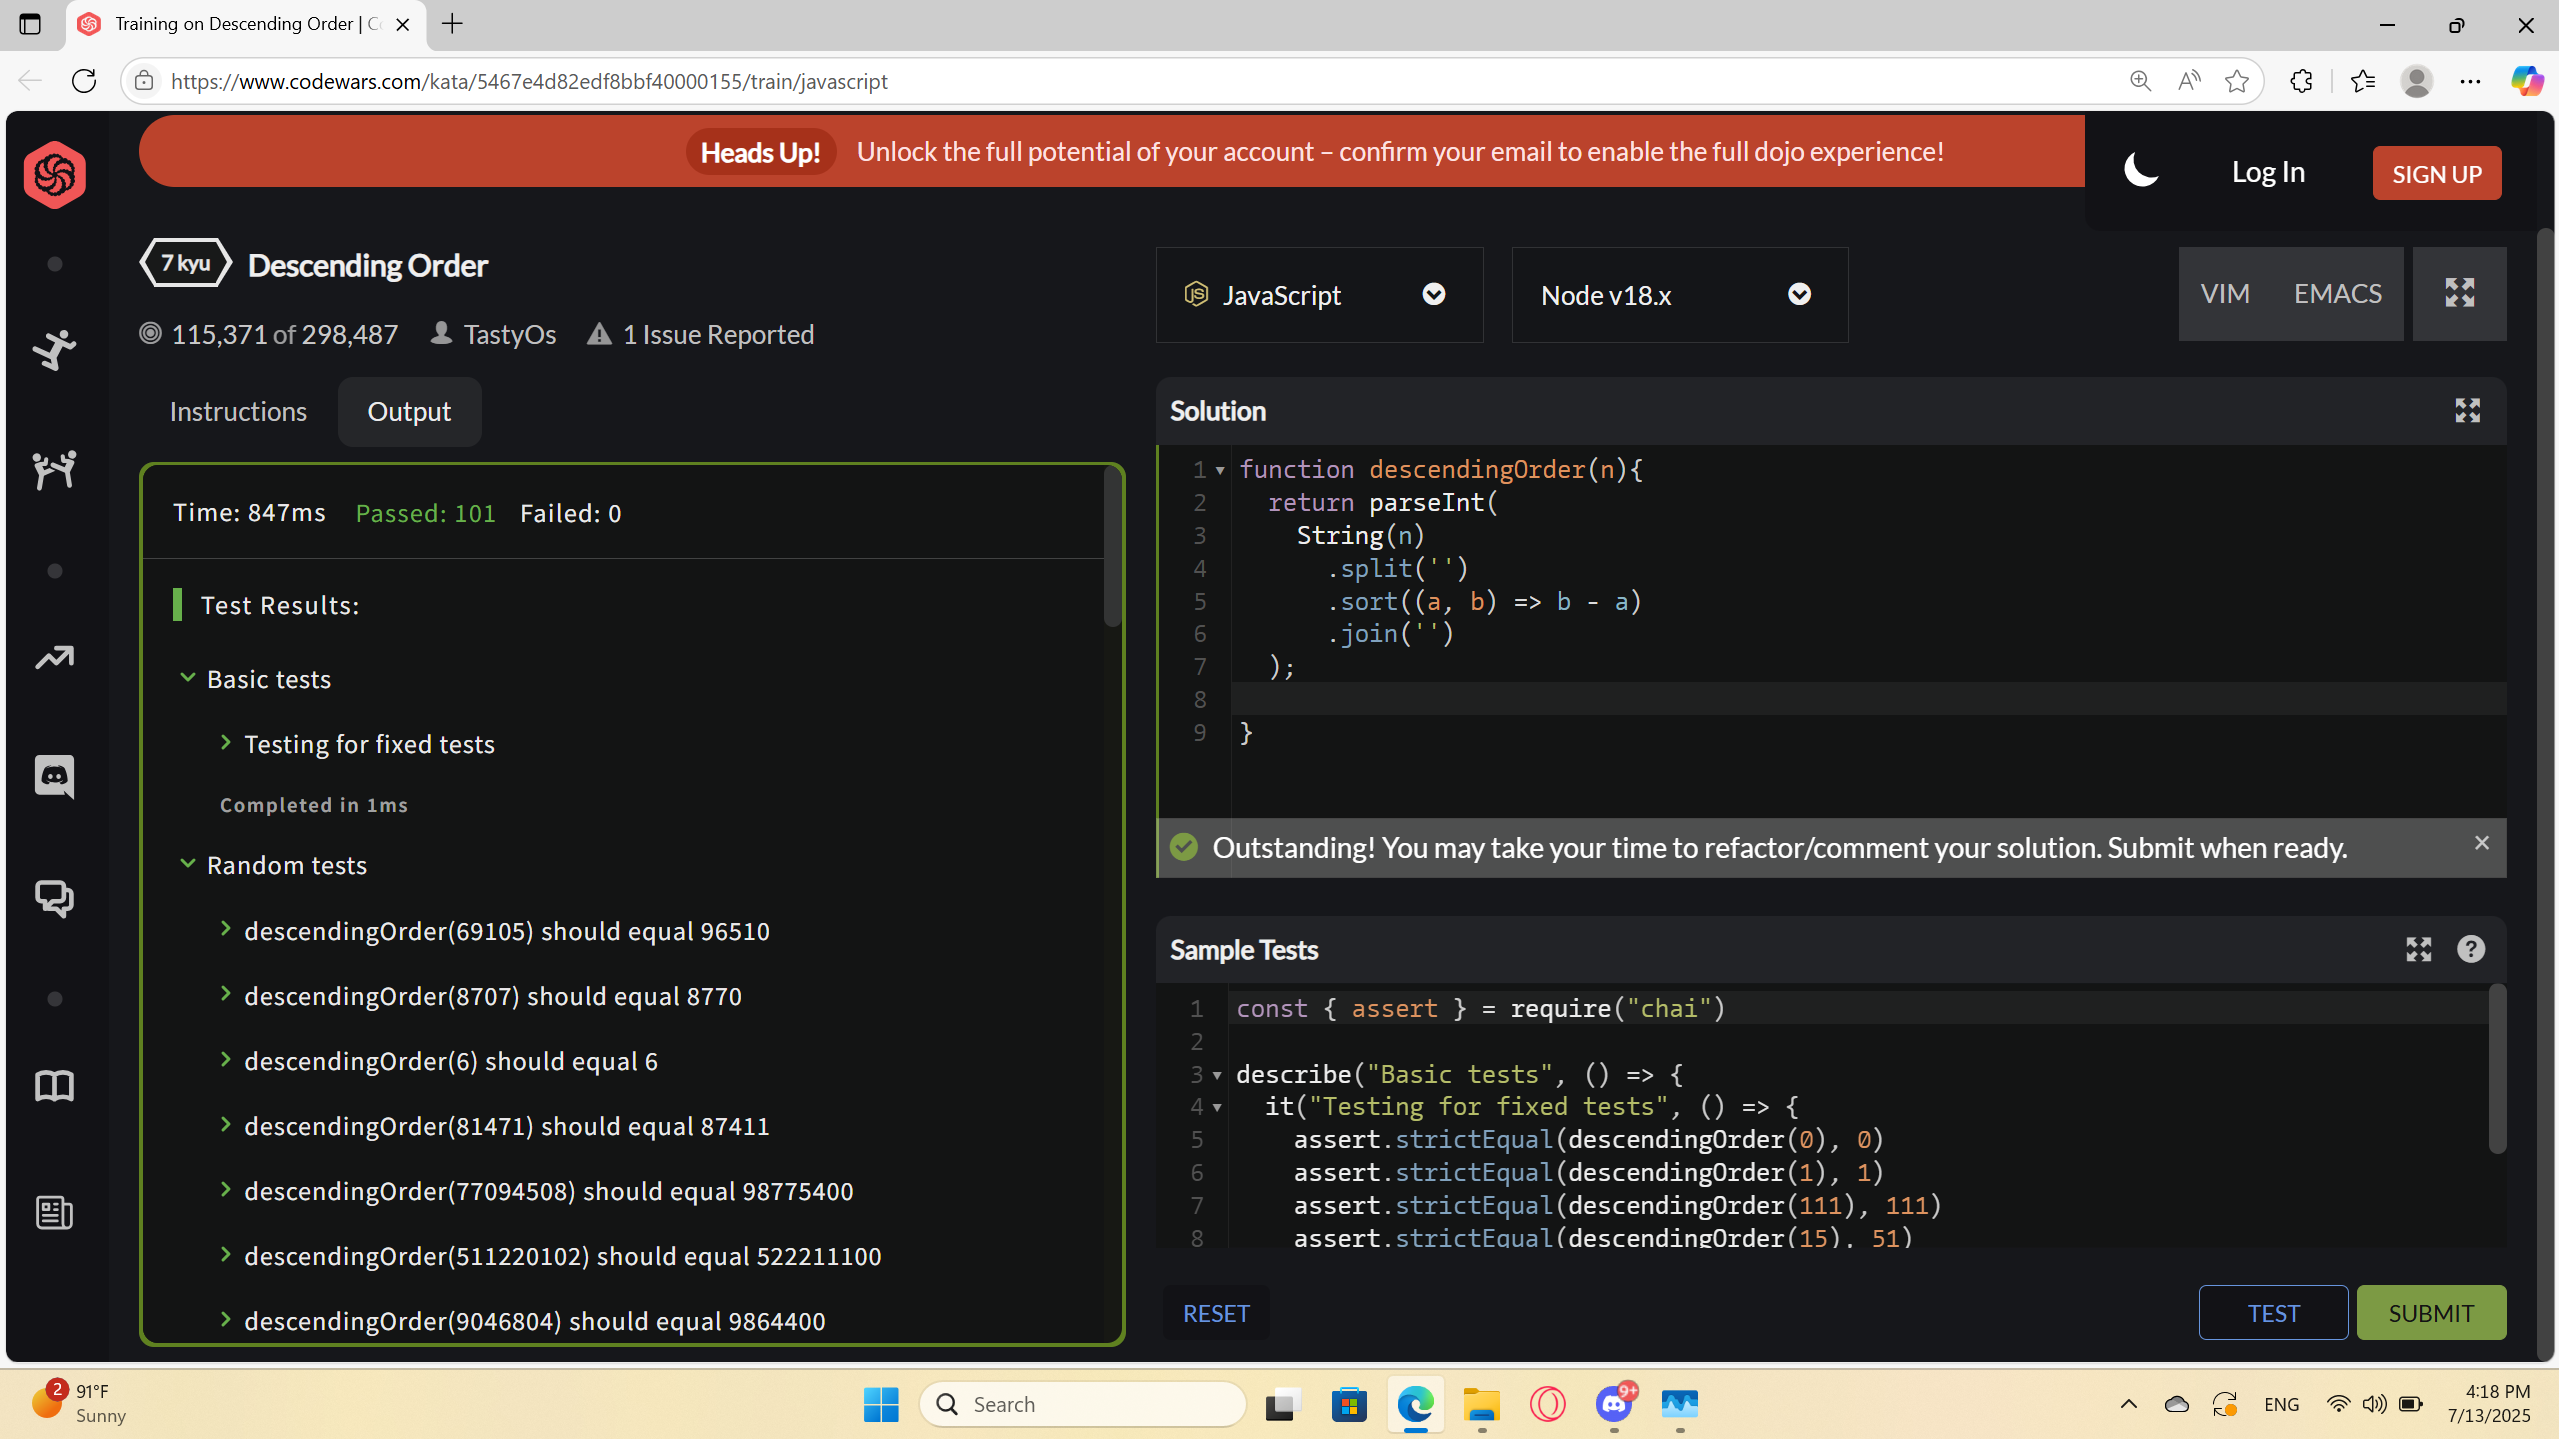 Training on Descending Order | C
https://www.codewars.com/kata/5467e4d82edf8bbf40000155/train/javascript
Heads Up! Unlock the full potential of your account – confirm your email to enable the full dojo experience!
Log In
SIGN UP
7 kyu Descending Order
115,371 of 298,487 TastyOs 1 Issue Reported
JavaScript
Node v18.x
VIM EMACS
Instructions Output
Time: 847ms Passed: 101 Failed: 0
Test Results:
Basic tests
Testing for fixed tests
Completed in 1ms
Random tests
descendingOrder(69105) should equal 96510
descendingOrder(8707) should equal 8770
descendingOrder(6) should equal 6
descendingOrder(81471) should equal 87411
descendingOrder(77094508) should equal 98775400
descendingOrder(511220102) should equal 522211100
descendingOrder(9046804) should equal 9864400
Solution
1 function descendingOrder(n){
2 return parseInt(
3 String(n)
4 .split('')
5 .sort((a, b) => b - a)
6 .join('')
7 );
8
9 }
Outstanding! You may take your time to refactor/comment your solution. Submit when ready.
Sample Tests
1 const { assert } = require("chai")
2
3 describe("Basic tests", () => {
4 it("Testing for fixed tests", () => {
5 assert.strictEqual(descendingOrder(0), 0)
6 assert.strictEqual(descendingOrder(1), 1)
7 assert.strictEqual(descendingOrder(111), 111)
8 assert.strictEqual(descendingOrder(15), 51)
RESET
TEST
SUBMIT
2
91°F
Sunny
Search
9+
ENG
4:18 PM
7/13/2025